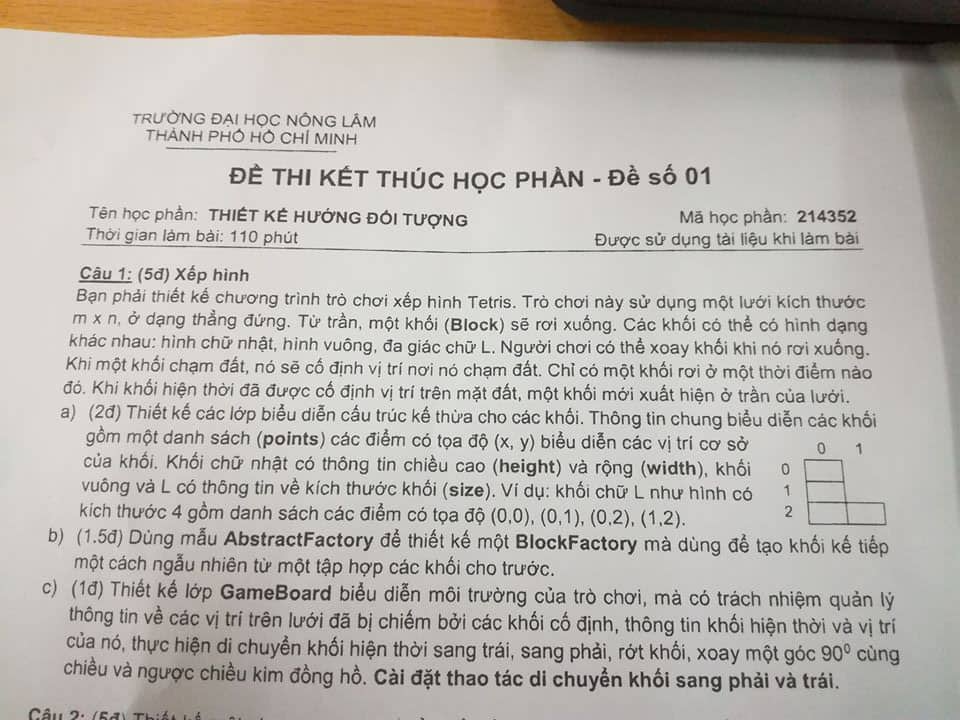 TRƯỜNG ĐẠI HỌC NÔNG LÂM
THÀNH PHỐ HỒ CHÍ MINH
ĐỀ THI KẾT THÚC HỌC PHẦN - Đề số 01
Tên học phần: THIẾT KẾ HƯỚNG ĐỐI TƯỢNG Mã học phần: 214352
Thời gian làm bài: 110 phút Được sử dụng tài liệu khi làm bài
Câu 1: (5đ) Xếp hình
Bạn phải thiết kế chương trình trò chơi xếp hình Tetris. Trò chơi này sử dụng một lưới kích thước
m x n, ở dạng thẳng đứng. Từ trần, một khối (Block) sẽ rơi xuống. Các khối có thể có hình dạng
khác nhau: hình chữ nhật, hình vuông, đa giác chữ L. Người chơi có thể xoay khối khi nó rơi xuống.
Khi một khối chạm đất, nó sẽ cố định vị trí nơi nó chạm đất. Chỉ có một khối rơi ở một thời điểm nào
đó. Khi khối hiện thời đã được cố định vị trí trên mặt đất, một khối mới xuất hiện ở trần của lưới.
a) (2đ) Thiết kế các lớp biểu diễn cấu trúc kế thừa cho các khối. Thông tin chung biểu diễn các khối
gồm một danh sách (points) các điểm có tọa độ (x, y) biểu diễn các vị trí cơ sở
của khối. Khối chữ nhật có thông tin chiều cao (height) và rộng (width), khối
vuông và L có thông tin về kích thước khối (size). Ví dụ: khối chữ L như hình có
kích thước 4 gồm danh sách các điểm có tọa độ (0,0), (0,1), (0,2), (1,2).
0 1
0
1
2
b) (1.5đ) Dùng mẫu AbstractFactory để thiết kế một BlockFactory mà dùng để tạo khối kế tiếp
một cách ngẫu nhiên từ một tập hợp các khối cho trước.
c) (1đ) Thiết kế lớp GameBoard biểu diễn môi trường của trò chơi, mà có trách nhiệm quản lý
thông tin về các vị trí trên lưới đã bị chiếm bởi các khối cố định, thông tin khối hiện thời và vị trí
của nó, thực hiện di chuyển khối hiện thời sang trái, sang phải, rớt khối, xoay một góc 90⁰ cùng
chiều và ngược chiều kim đồng hồ. Cài đặt thao tác di chuyển khối sang phải và trái.
Câu 2: (5đ) Thiết kế một